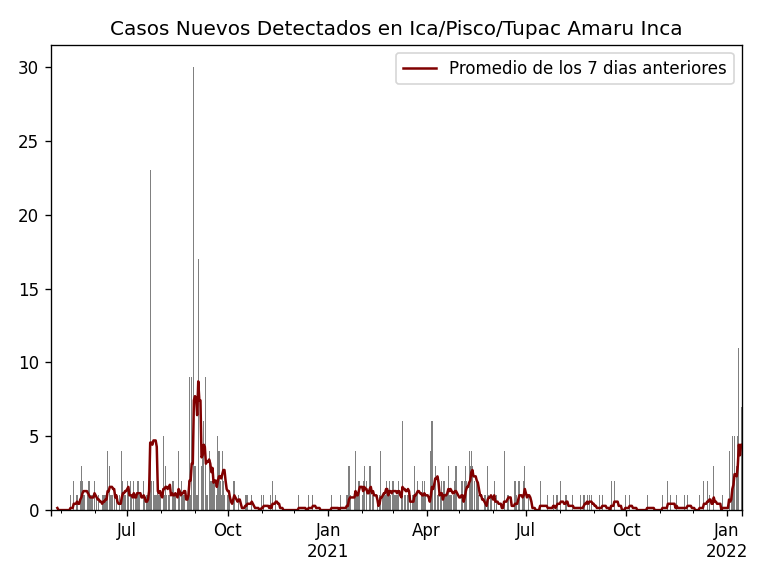 Casos Nuevos Detectados en Ica/Pisco/Tupac Amaru Inca
Promedio de los 7 dias anteriores
30
25
20
15
10
5
0
Jul Oct Jan Apr Jul Oct Jan
2021 2022